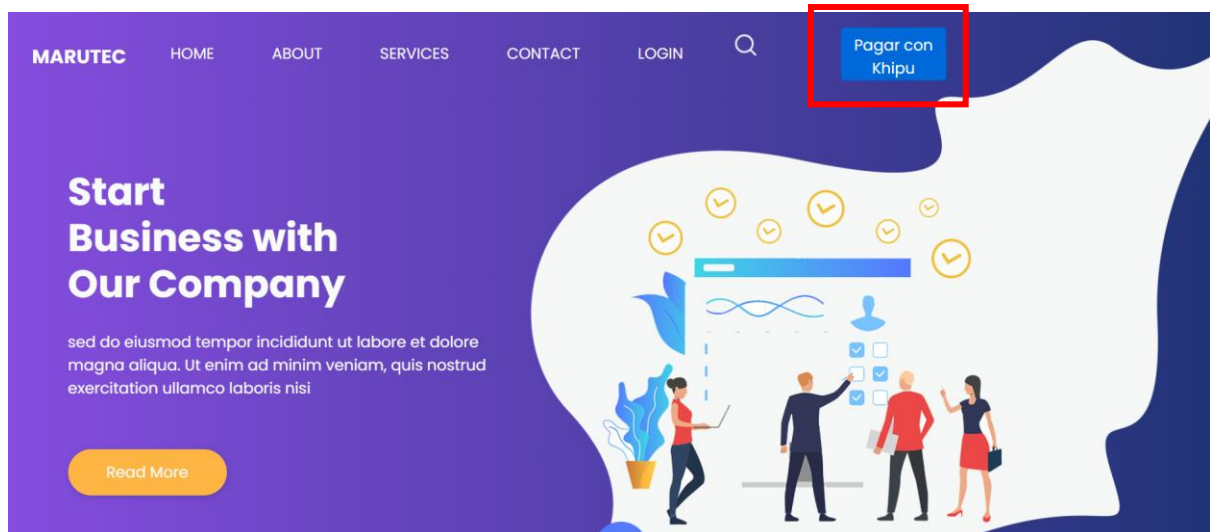 MARUTEC HOME ABOUT SERVICES CONTACT LOGIN
Pagar con
Khipu
Start
Business with
Our Company
sed do eiusmod tempor incididunt ut labore et dolore
magna aliqua. Ut enim ad minim veniam, quis nostrud
exercitation ullamco laboris nisi
Read More